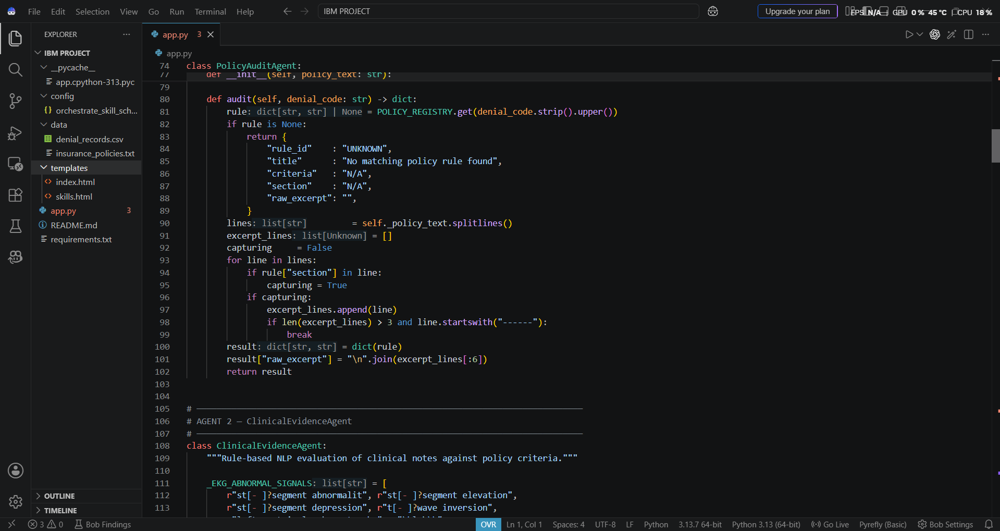 File Edit Selection View Go Run Terminal Help
IBM PROJECT
Upgrade your plan
FPS N/A GPU 0% 45°C CPU 18%
EXPLORER
IBM PROJECT
__pycache__
app.cpython-313.pyc
config
orchestrate_skill_sch...
data
denial_records.csv
insurance_policies.txt
templates
index.html
skills.html
app.py 3
README.md
requirements.txt
OUTLINE
TIMELINE
app.py 3
app.py
74 class PolicyAuditAgent:
77     def __init__(self, policy_text: str):
79
80     def audit(self, denial_code: str) -> dict:
81         rule: dict[str, str] | None = POLICY_REGISTRY.get(denial_code.strip().upper())
82         if rule is None:
83             return {
84                 "rule_id"    : "UNKNOWN",
85                 "title"      : "No matching policy rule found",
86                 "criteria"   : "N/A",
87                 "section"    : "N/A",
88                 "raw_excerpt": "",
89             }
90         lines: list[str]         = self._policy_text.splitlines()
91         excerpt_lines: list[Unknown] = []
92         capturing     = False
93         for line in lines:
94             if rule["section"] in line:
95                 capturing = True
96             if capturing:
97                 excerpt_lines.append(line)
98                 if len(excerpt_lines) > 3 and line.startswith("------"):
99                     break
100         result: dict[str, str] = dict(rule)
101         result["raw_excerpt"] = "\n".join(excerpt_lines[:6])
102         return result
103
104
105 # ─────────────────────────────────────────────
106 # AGENT 2 — ClinicalEvidenceAgent
107 # ─────────────────────────────────────────────
108 class ClinicalEvidenceAgent:
109     """Rule-based NLP evaluation of clinical notes against policy criteria."""
110
111     _EKG_ABNORMAL_SIGNALS: list[str] = [
112         r"st[- ]?segment abnormalit", r"st[- ]?segment elevation",
113         r"st[- ]?segment depression", r"t[- ]?wave inversion",
3 0 Bob Findings
OVR Ln 1, Col 1 Spaces: 4 UTF-8 LF Python 3.13.7 64-bit Python 3.13 (64-bit) Go Live Pyrefly (Basic) Bob Settings